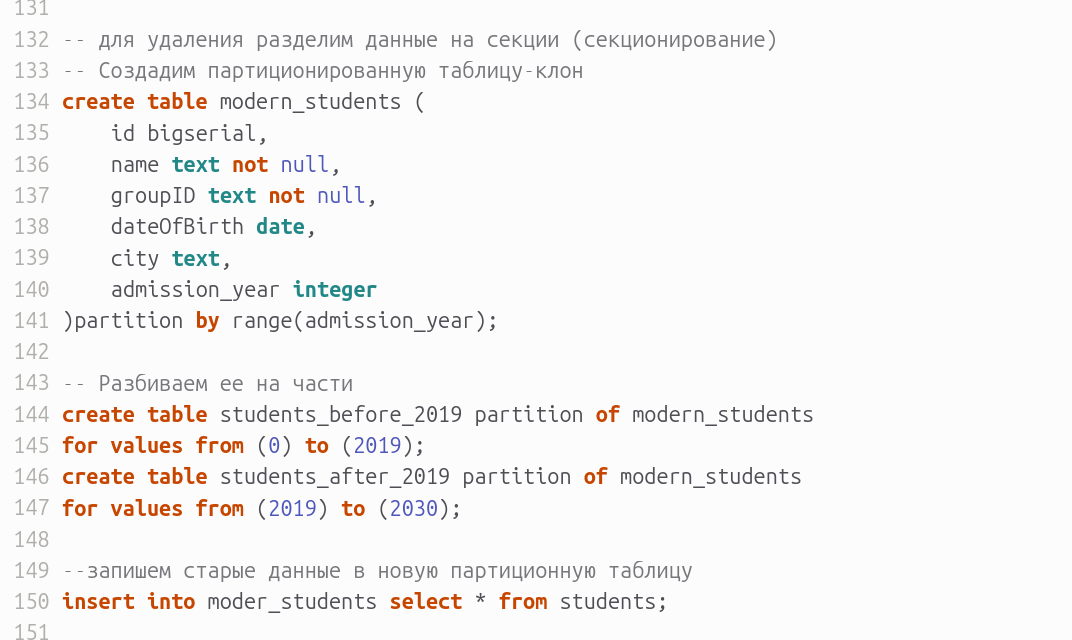 131
132 -- для удаления разделим данные на секции (секционирование)
133 -- Создадим партиционированную таблицу-клон
134 create table modern_students (
135     id bigserial,
136     name text not null,
137     groupID text not null,
138     dateOfBirth date,
139     city text,
140     admission_year integer
141 )partition by range(admission_year);
142
143 -- Разбиваем ее на части
144 create table students_before_2019 partition of modern_students
145 for values from (0) to (2019);
146 create table students_after_2019 partition of modern_students
147 for values from (2019) to (2030);
148
149 --запишем старые данные в новую партиционную таблицу
150 insert into moder_students select * from students;
151